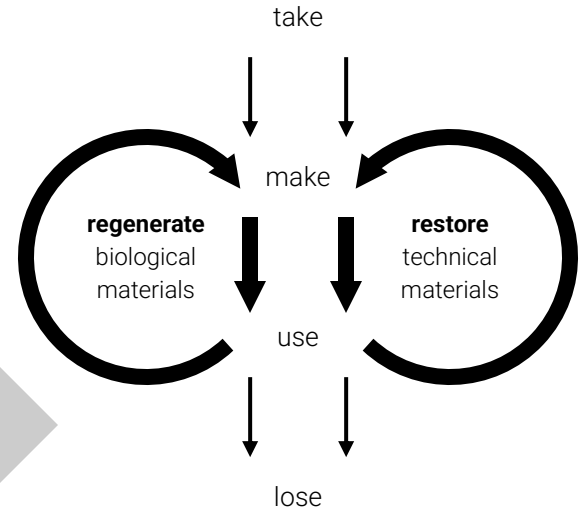 take
make
regenerate
biological
materials
restore
technical
materials
use
lose